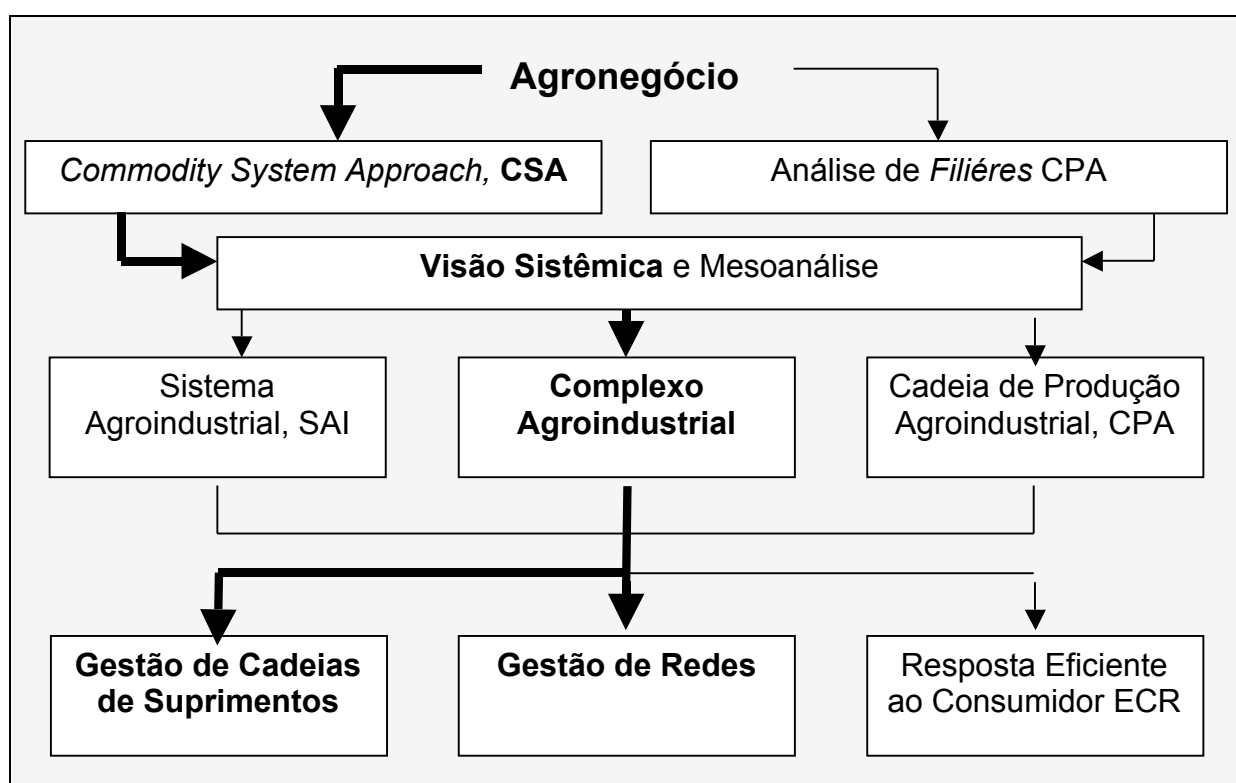 Agronegócio
Commodity System Approach, CSA
Análise de Filiéres CPA
Visão Sistêmica e Mesoanálise
Sistema
Agroindustrial, SAI
Complexo
Agroindustrial
Cadeia de Produção
Agroindustrial, CPA
Gestão de Cadeias
de Suprimentos
Gestão de Redes
Resposta Eficiente
ao Consumidor ECR